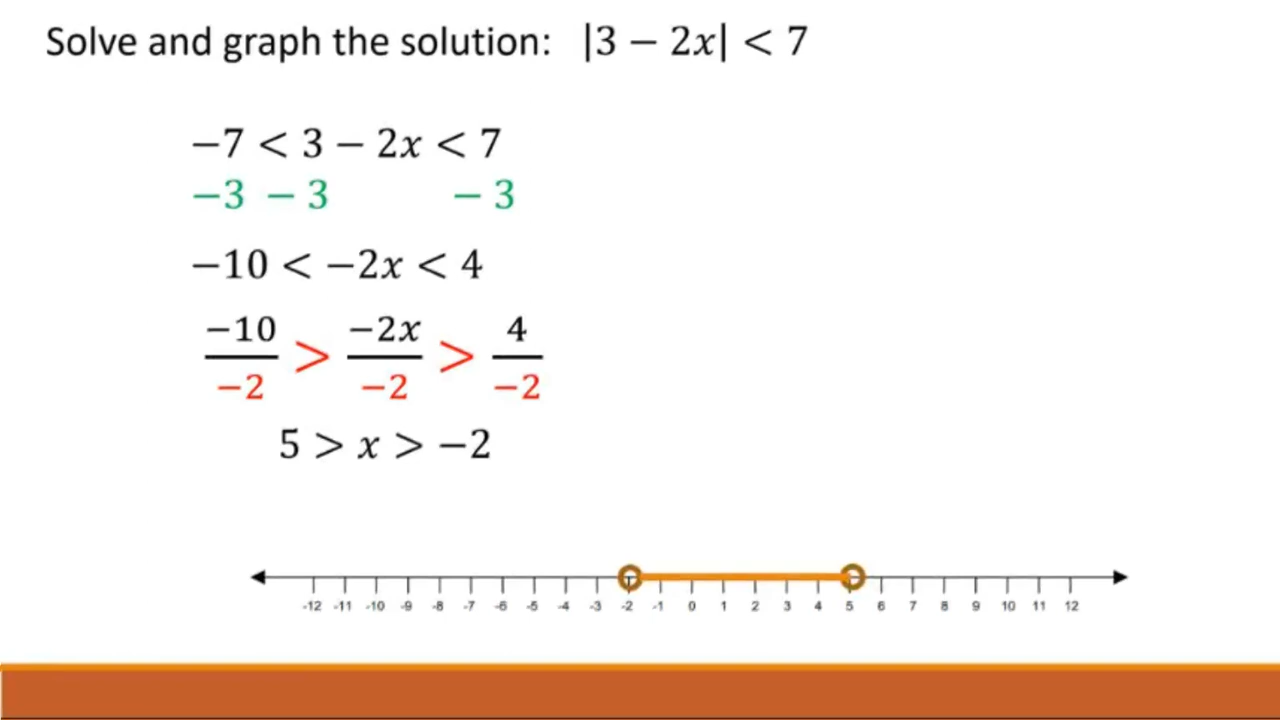 Solve and graph the solution: |3 − 2x| < 7
−7 < 3 − 2x < 7
−3 − 3 − 3
−10 < −2x < 4
−10/−2 > −2x/−2 > 4/−2
5 > x > −2
-12 -11 -10 -9 -8 -7 -6 -5 -4 -3 -2 -1 0 1 2 3 4 5 6 7 8 9 10 11 12